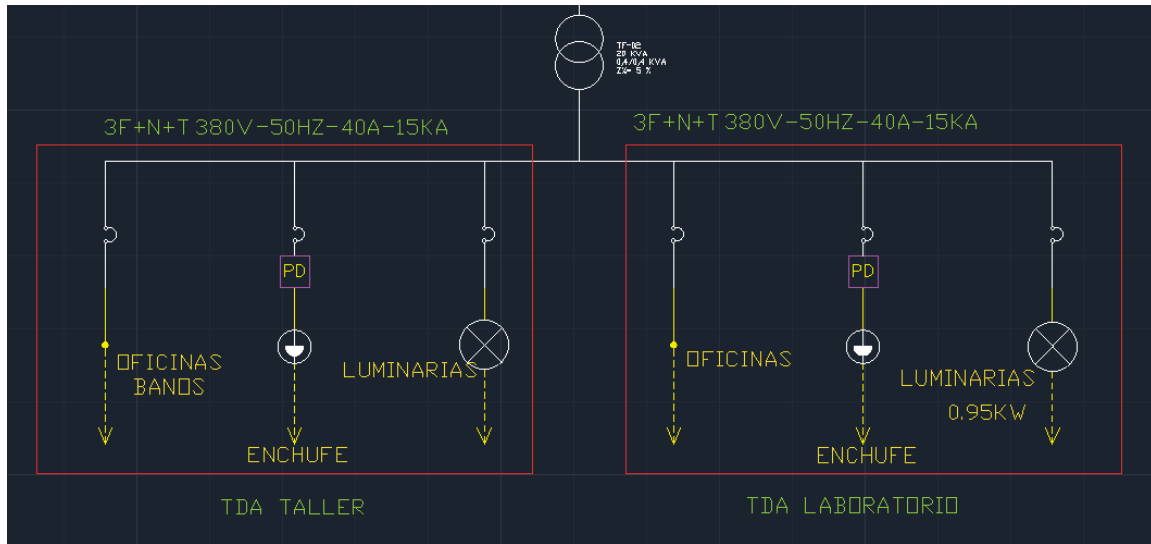 TF-02
20 KVA
0,4/0,4 KVA
Z%= 5 %
3F+N+T 380V-50HZ-40A-15KA
3F+N+T 380V-50HZ-40A-15KA
PD
PD
OFICINAS
BANOS
LUMINARIAS
OFICINAS
LUMINARIAS
0.95KW
ENCHUFE
ENCHUFE
TDA TALLER
TDA LABORATORIO